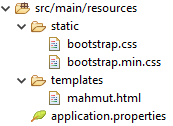 src/main/resources
static
bootstrap.css
bootstrap.min.css
templates
mahmut.html
application.properties